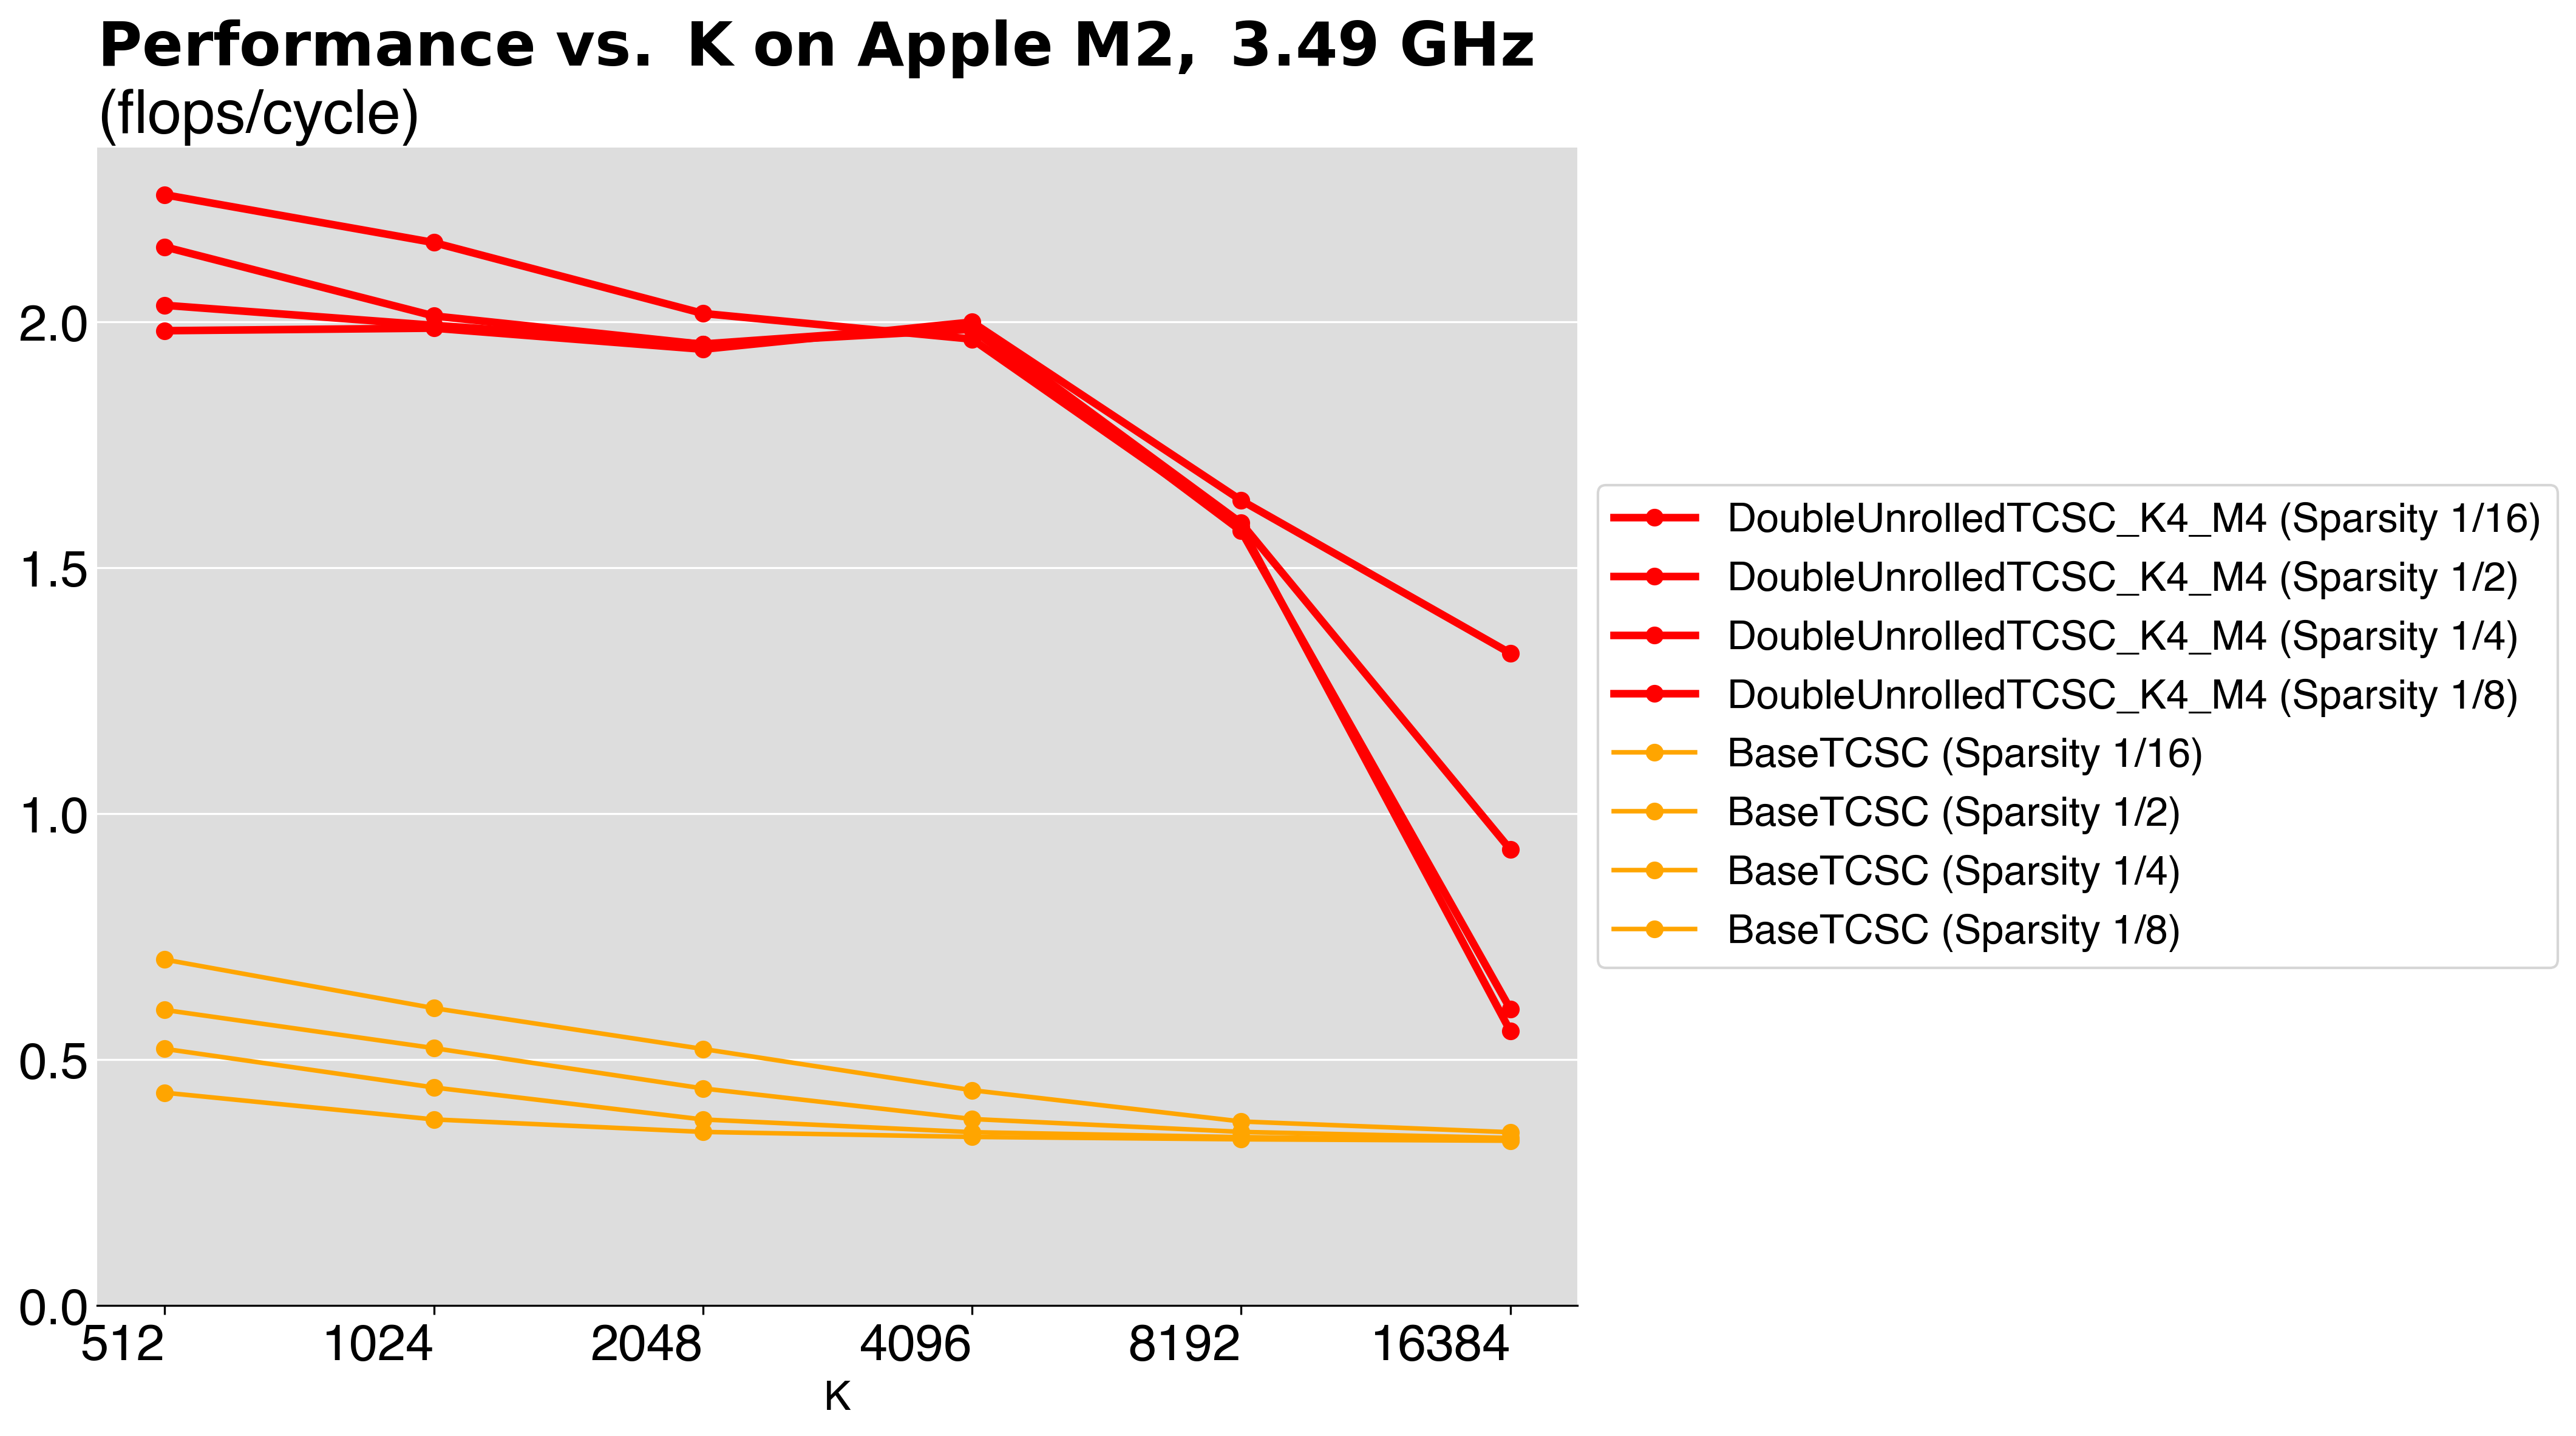 Performance vs. K on Apple M2, 3.49 GHz
(flops/cycle)
2.0
1.5
1.0
0.5
0.0
512 1024 2048 4096 8192 16384
K
DoubleUnrolledTCSC_K4_M4 (Sparsity 1/16)
DoubleUnrolledTCSC_K4_M4 (Sparsity 1/2)
DoubleUnrolledTCSC_K4_M4 (Sparsity 1/4)
DoubleUnrolledTCSC_K4_M4 (Sparsity 1/8)
BaseTCSC (Sparsity 1/16)
BaseTCSC (Sparsity 1/2)
BaseTCSC (Sparsity 1/4)
BaseTCSC (Sparsity 1/8)